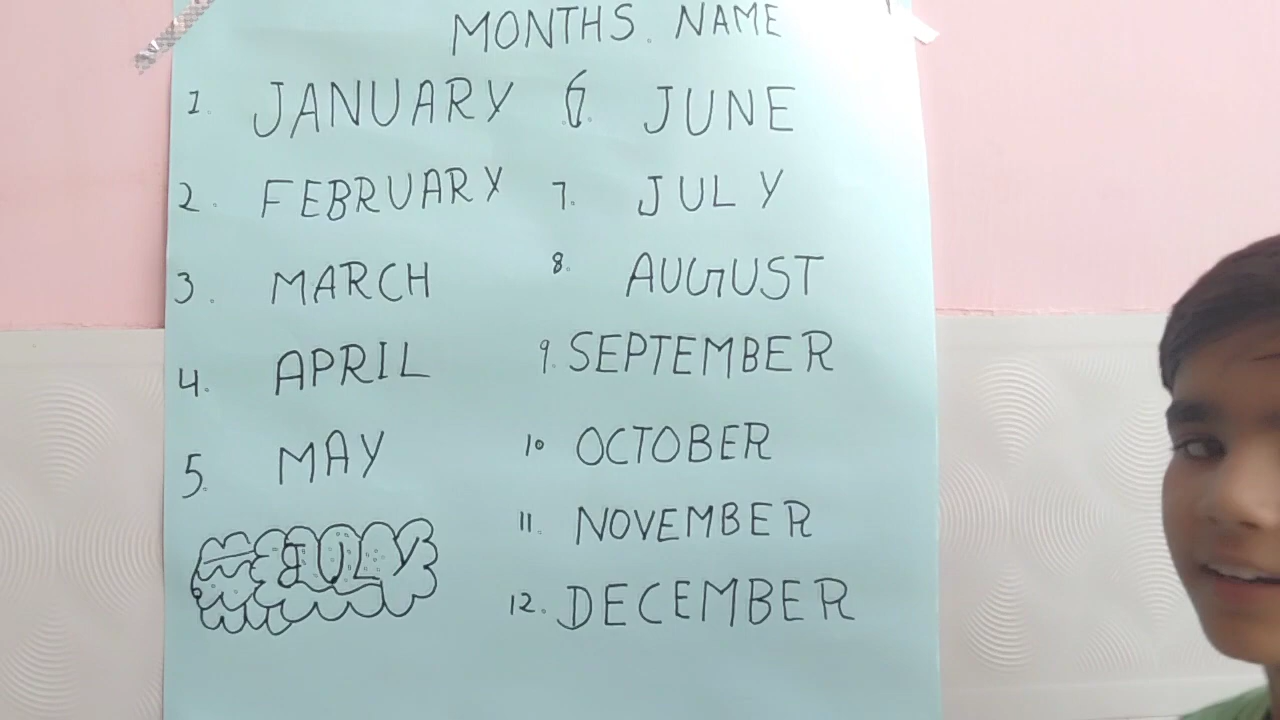 MONTHS. NAME
1. JANUARY
2. FEBRUARY
3. MARCH
4. APRIL
5. MAY
JULY
6. JUNE
7. JULY
8. AUGUST
9. SEPTEMBER
10 OCTOBER
11. NOVEMBER
12. DECEMBER